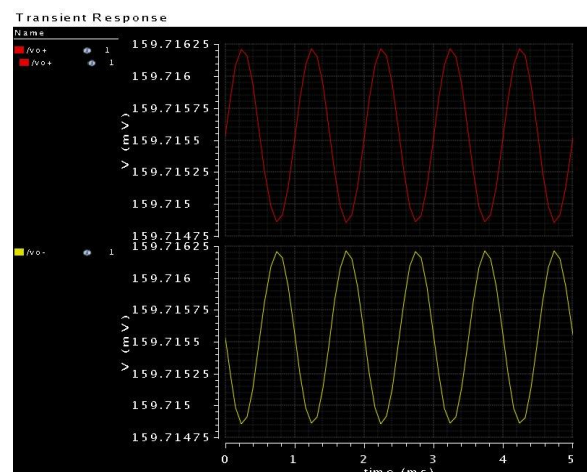 Transient Response
Name
/vo+ 1
/vo+ 1
V (mV)
159.71625
159.716
159.71575
159.7155
159.71525
159.715
159.71475
/vo- 1
V (mV)
159.71625
159.716
159.71575
159.7155
159.71525
159.715
159.71475
0 1 2 3 4 5
time (ms)